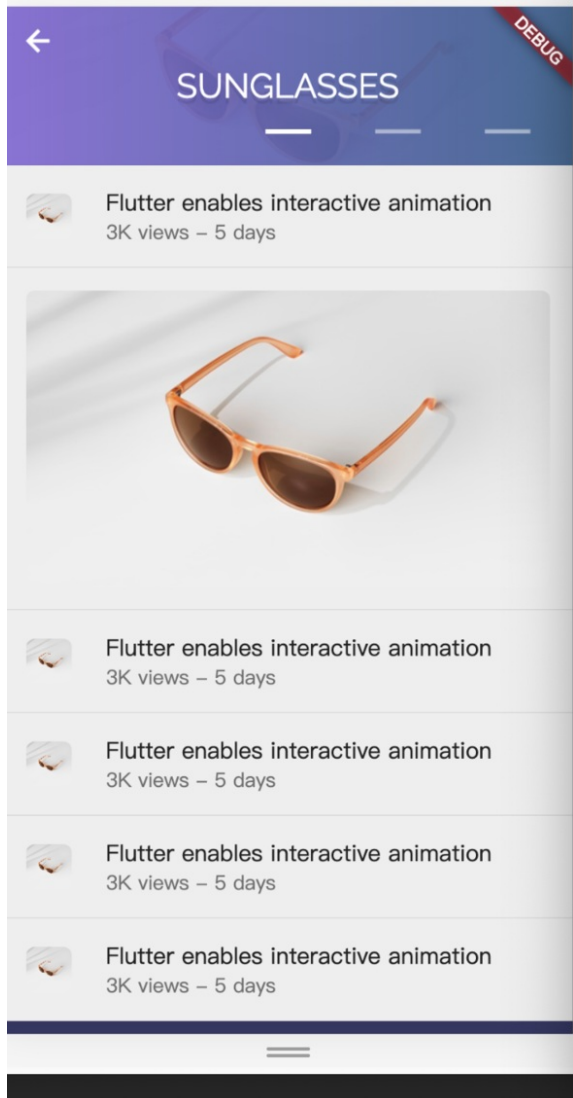 DEBUG
SUNGLASSES
Flutter enables interactive animation
3K views – 5 days
Flutter enables interactive animation
3K views – 5 days
Flutter enables interactive animation
3K views – 5 days
Flutter enables interactive animation
3K views – 5 days
Flutter enables interactive animation
3K views – 5 days